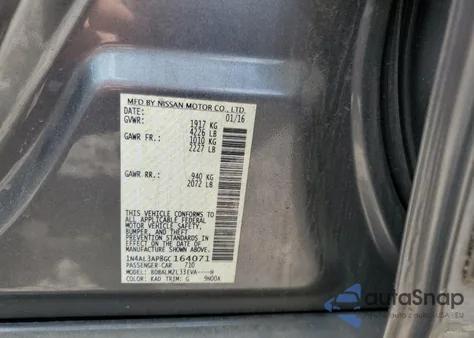 MFD BY NISSAN MOTOR CO., LTD.
DATE: 01/16
GVWR: 1917 KG
4226 LB
GAWR FR.: 1010 KG
2227 LB
GAWR RR.: 940 KG
2072 LB
THIS VEHICLE CONFORMS TO ALL
APPLICABLE FEDERAL
MOTOR VEHICLE SAFETY,
BUMPER, AND THEFT
PREVENTION STANDARDS
IN EFFECT ON THE DATE OF
MANUFACTURE SHOWN ABOVE.
1N4AL3AP8GC164071
PASSENGER CAR 710
COLOR: KAD TRIM: G
autoSnap